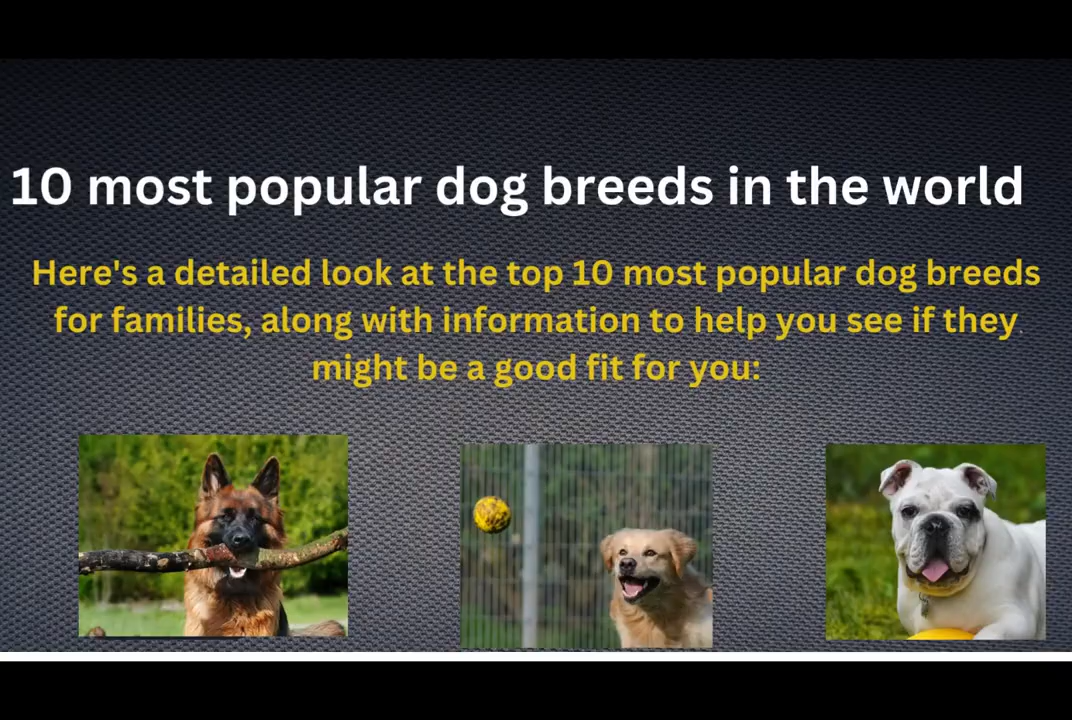 10 most popular dog breeds in the world
Here's a detailed look at the top 10 most popular dog breeds
for families, along with information to help you see if they
might be a good fit for you: